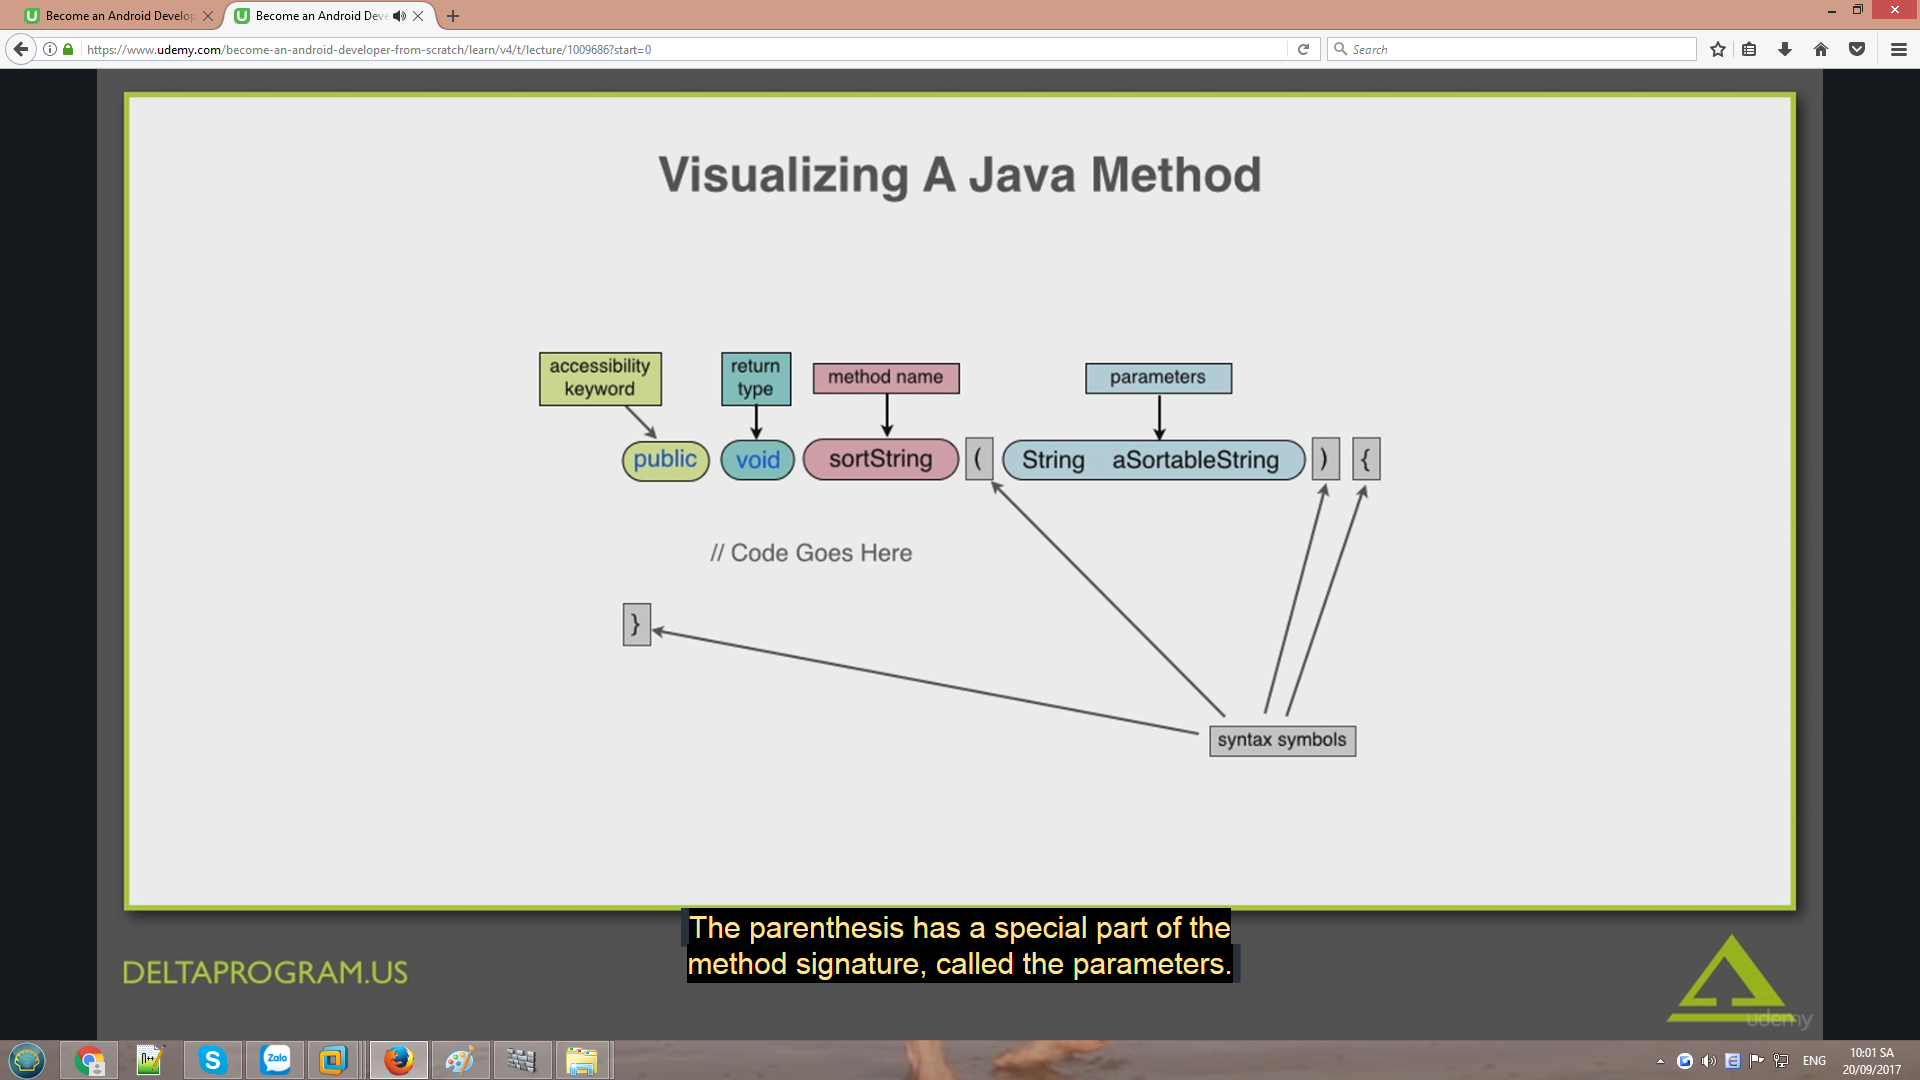 Become an Android Develop
Become an Android Deve
https://www.udemy.com/become-an-android-developer-from-scratch/learn/v4/t/lecture/1009686?start=0
Search
Visualizing A Java Method
accessibility
keyword
return
type
method name
parameters
public void sortString ( String aSortableString ) {
// Code Goes Here
}
syntax symbols
The parenthesis has a special part of the
method signature, called the parameters.
DELTAPROGRAM.US
udemy
Zalo
ENG
10:01 SA
20/09/2017